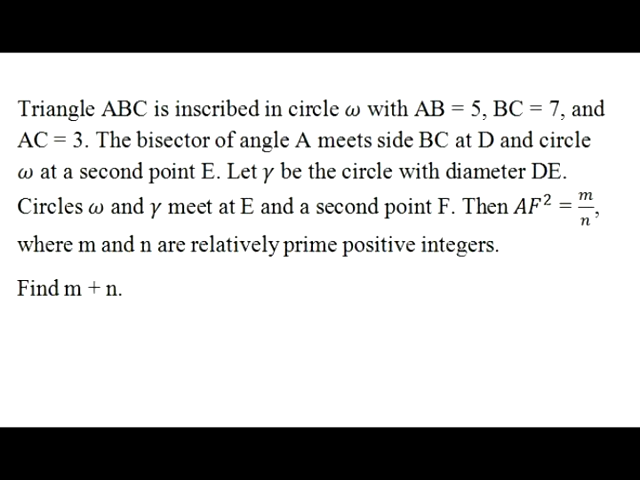 Triangle ABC is inscribed in circle ω with AB = 5, BC = 7, and
AC = 3. The bisector of angle A meets side BC at D and circle
ω at a second point E. Let γ be the circle with diameter DE.
Circles ω and γ meet at E and a second point F. Then AF² = m/n,
where m and n are relatively prime positive integers.
Find m + n.